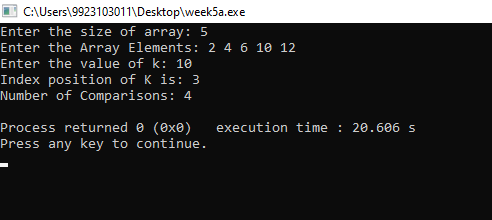 C:\Users\9923103011\Desktop\week5a.exe
Enter the size of array: 5
Enter the Array Elements: 2 4 6 10 12
Enter the value of k: 10
Index position of K is: 3
Number of Comparisons: 4
Process returned 0 (0x0)   execution time : 20.606 s
Press any key to continue.